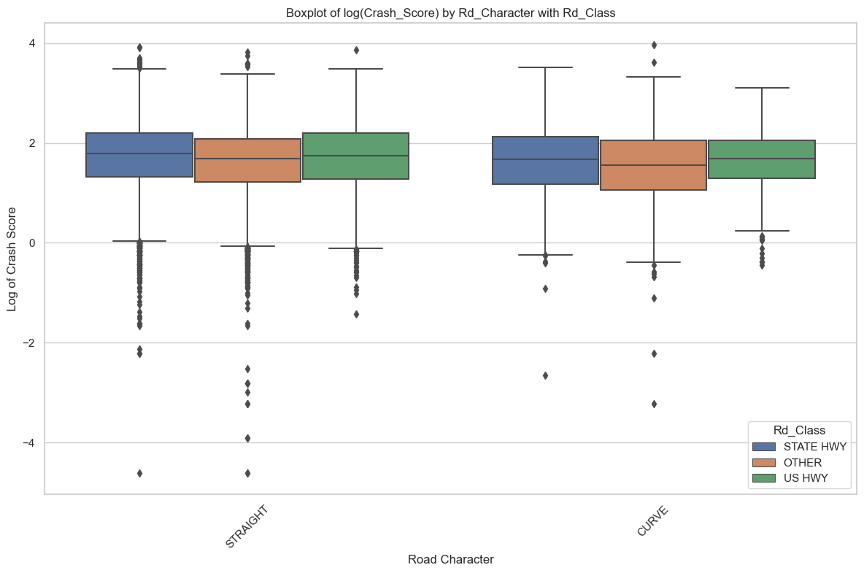 Boxplot of log(Crash_Score) by Rd_Character with Rd_Class
4
2
0
−2
−4
Log of Crash Score
Rd_Class
STATE HWY
OTHER
US HWY
STRAIGHT
CURVE
Road Character